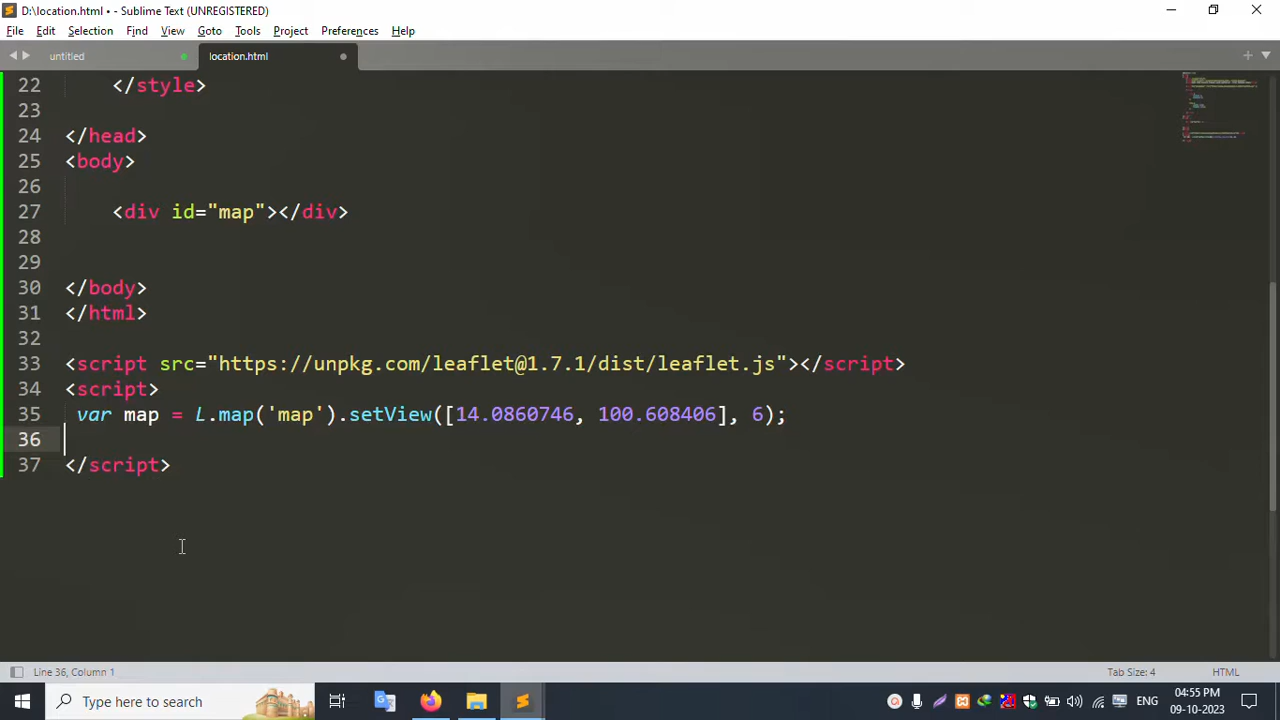 D:\location.html • - Sublime Text (UNREGISTERED)
File Edit Selection Find View Goto Tools Project Preferences Help
untitled location.html
22 </style>
23
24 </head>
25 <body>
26
27 <div id="map"></div>
28
29
30 </body>
31 </html>
32
33 <script src="https://unpkg.com/leaflet@1.7.1/dist/leaflet.js"></script>
34 <script>
35 var map = L.map('map').setView([14.0860746, 100.608406], 6);
36
37 </script>
Line 36, Column 1 Tab Size: 4 HTML
Type here to search ENG 04:55 PM
09-10-2023